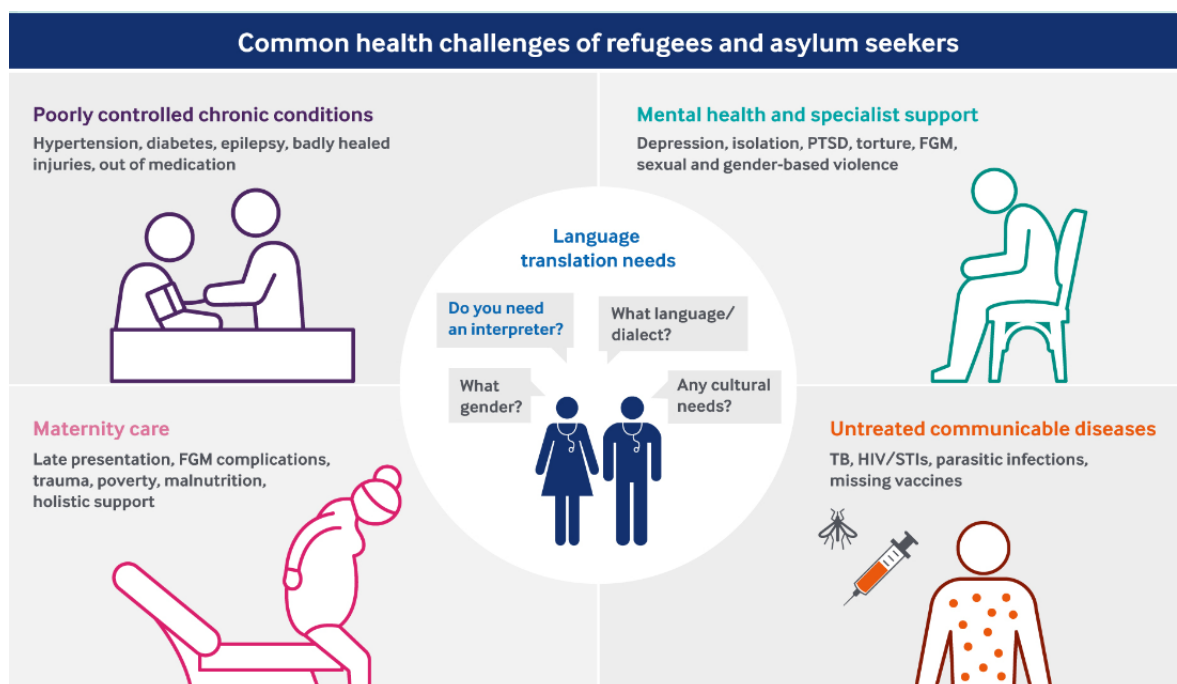 Common health challenges of refugees and asylum seekers
Poorly controlled chronic conditions
Hypertension, diabetes, epilepsy, badly healed
injuries, out of medication
Mental health and specialist support
Depression, isolation, PTSD, torture, FGM,
sexual and gender-based violence
Language
translation needs
Do you need
an interpreter?
What language/
dialect?
What
gender?
Any cultural
needs?
Maternity care
Late presentation, FGM complications,
trauma, poverty, malnutrition,
holistic support
Untreated communicable diseases
TB, HIV/STIs, parasitic infections,
missing vaccines